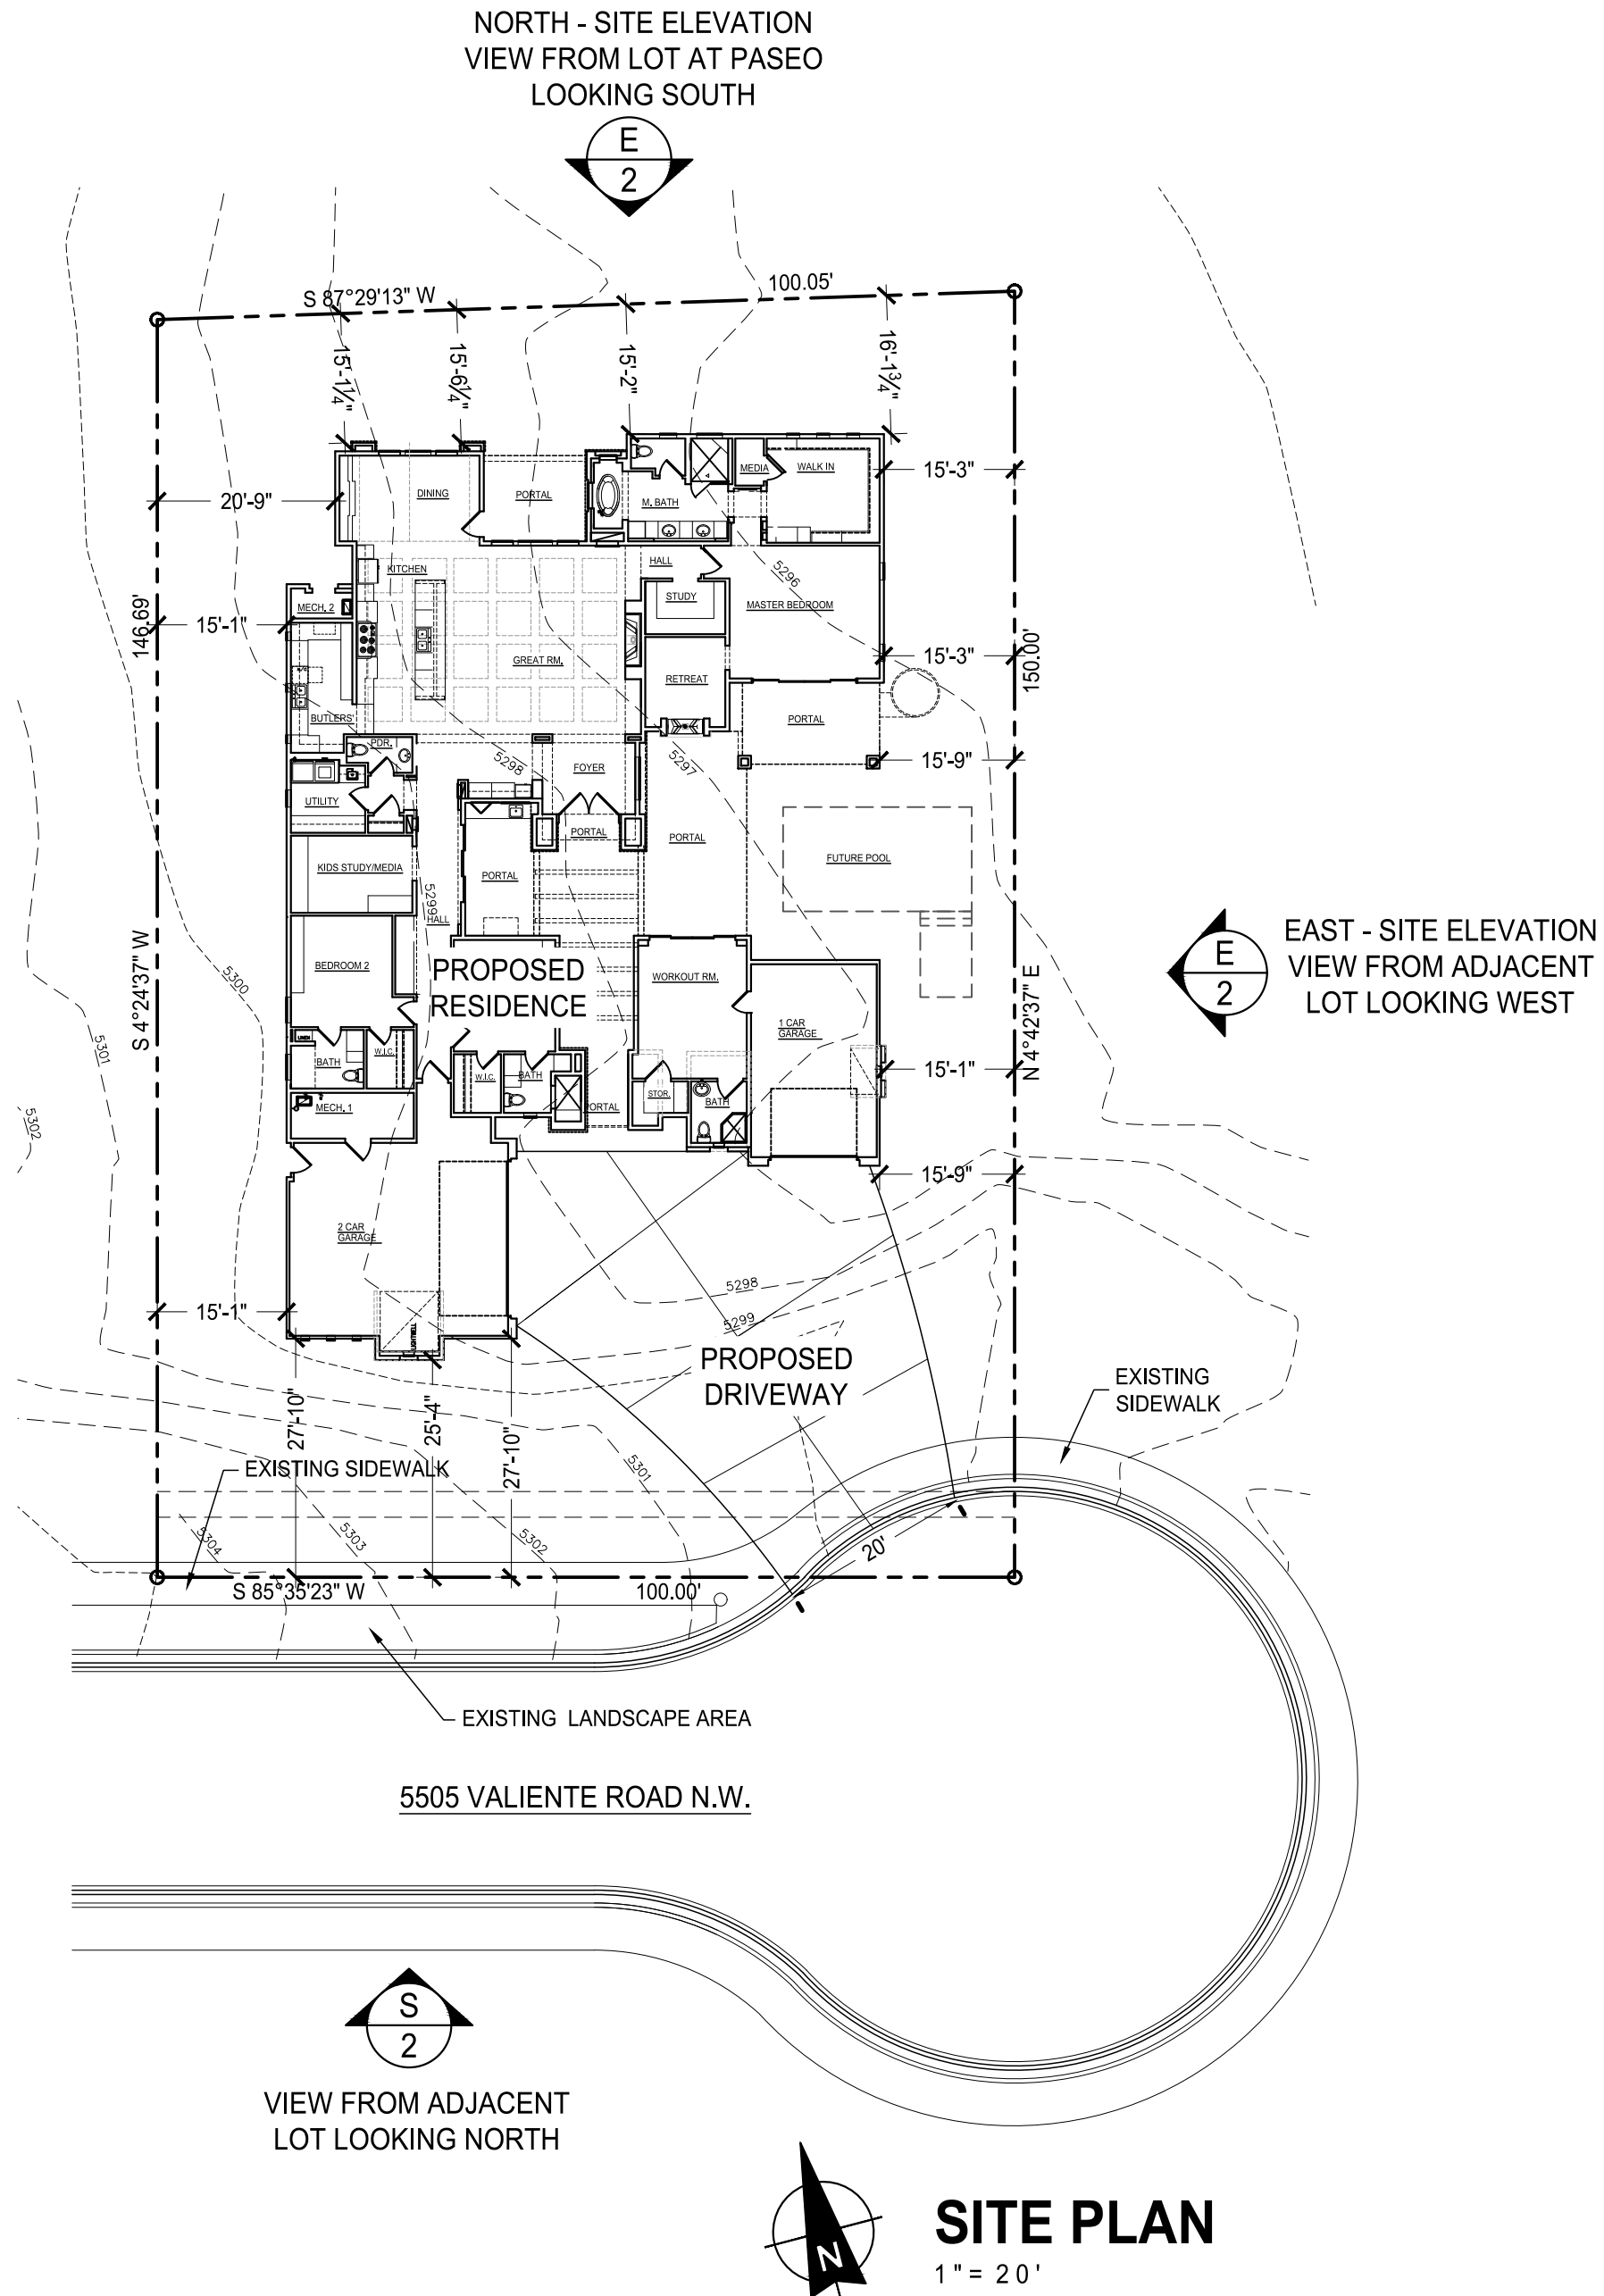 NORTH - SITE ELEVATION
VIEW FROM LOT AT PASEO
LOOKING SOUTH
E
2
S 87°29'13" W
100.05'
15'-1¼"
15'-6¼"
15'-2"
16'-1¾"
20'-9"
15'-3"
DINING
PORTAL
M. BATH
MEDIA
WALK IN
KITCHEN
HALL
5296
STUDY
MASTER BEDROOM
MECH. 2
146.69'
15'-1"
GREAT RM.
RETREAT
15'-3"
150.00'
BUTLERS'
PORTAL
PDR.
5298
FOYER
5297
15'-9"
UTILITY
PORTAL
PORTAL
KIDS STUDY/MEDIA
PORTAL
FUTURE POOL
5299
HALL
S 4°24'37" W
5300
BEDROOM 2
PROPOSED
RESIDENCE
WORKOUT RM.
1 CAR
GARAGE
N 4°42'37" E
E
2
EAST - SITE ELEVATION
VIEW FROM ADJACENT
LOT LOOKING WEST
5301
5302
LINEN
BATH
W.I.C.
W.I.C.
BATH
STOR.
BATH
15'-1"
MECH. 1
PORTAL
15'-9"
2 CAR
GARAGE
5298
5299
15'-1"
LIGHTWELL
PROPOSED
DRIVEWAY
EXISTING
SIDEWALK
27'-10"
25'-4"
27'-10"
EXISTING SIDEWALK
5301
5304
5303
5302
20'
S 85°35'23" W
100.00'
EXISTING LANDSCAPE AREA
5505 VALIENTE ROAD N.W.
S
2
VIEW FROM ADJACENT
LOT LOOKING NORTH
N
SITE PLAN
1" = 20'